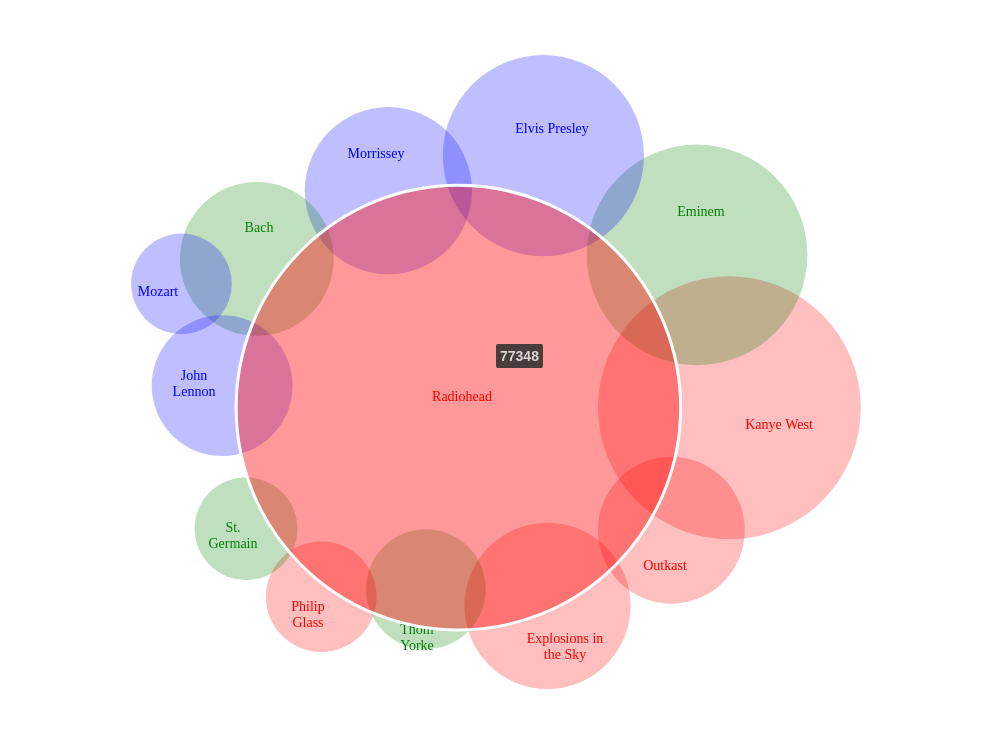 Elvis Presley
Morrissey
Eminem
Bach
Mozart
77348
John
Lennon
Radiohead
Kanye West
St.
Germain
Outkast
Philip
Glass
Thom
Yorke
Explosions in
the Sky